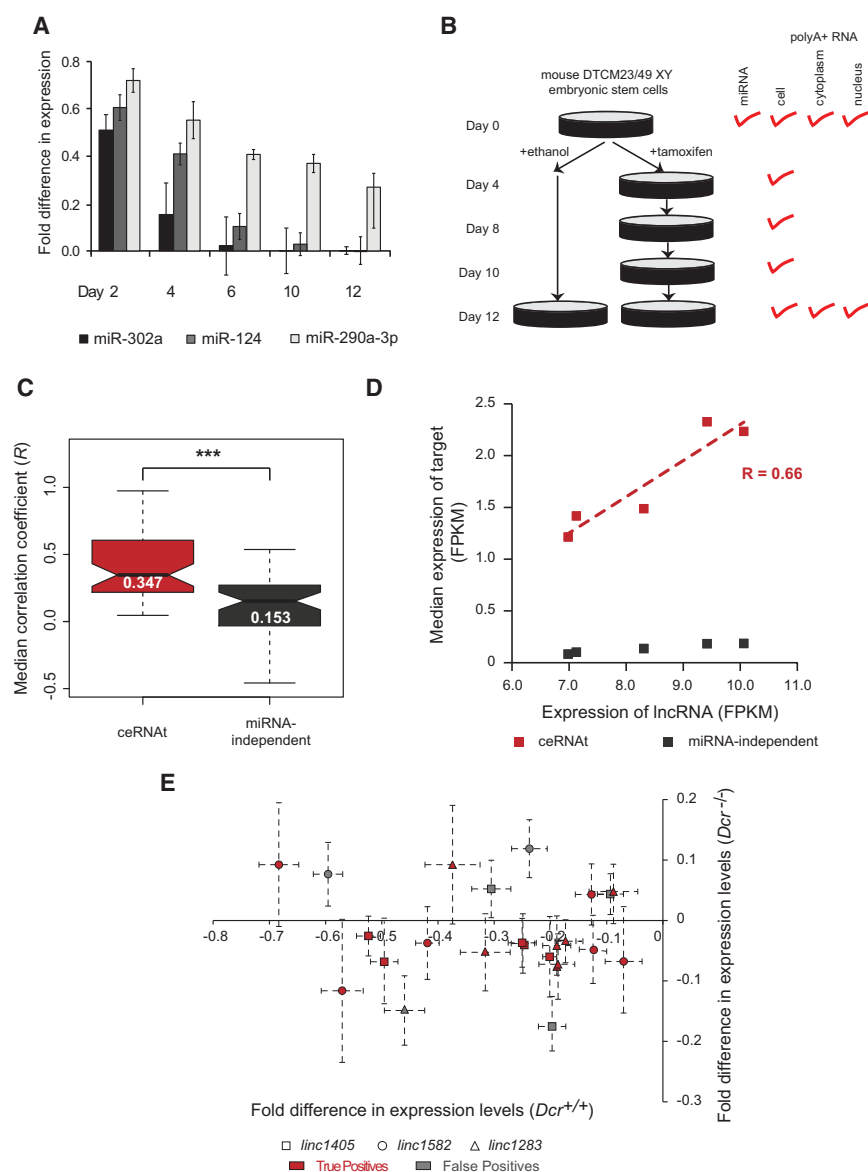 A
Fold difference in expression
0.8
0.6
0.4
0.2
0.0
Day 2
4
6
10
12
miR-302a
miR-124
miR-290a-3p
B
polyA+ RNA
mouse DTCM23/49 XY
embryonic stem cells
miRNA
cell
cytoplasm
nucleus
Day 0
+ethanol
+tamoxifen
Day 4
Day 8
Day 10
Day 12
C
Median correlation coefficient (R)
1.0
0.5
0.0
-0.5
***
0.347
0.153
ceRNAt
miRNA-
independent
D
Median expression of target
(FPKM)
2.5
2.0
1.5
1.0
0.5
0
R = 0.66
6.0
7.0
8.0
9.0
10.0
11.0
Expression of lncRNA (FPKM)
ceRNAt
miRNA-independent
E
0.2
0.1
0
-0.1
-0.2
-0.3
Fold difference in expression levels (Dcr-/-)
-0.8
-0.7
-0.6
-0.5
-0.4
-0.3
-0.2
-0.1
0
Fold difference in expression levels (Dcr+/+)
linc1405
linc1582
linc1283
True Positives
False Positives